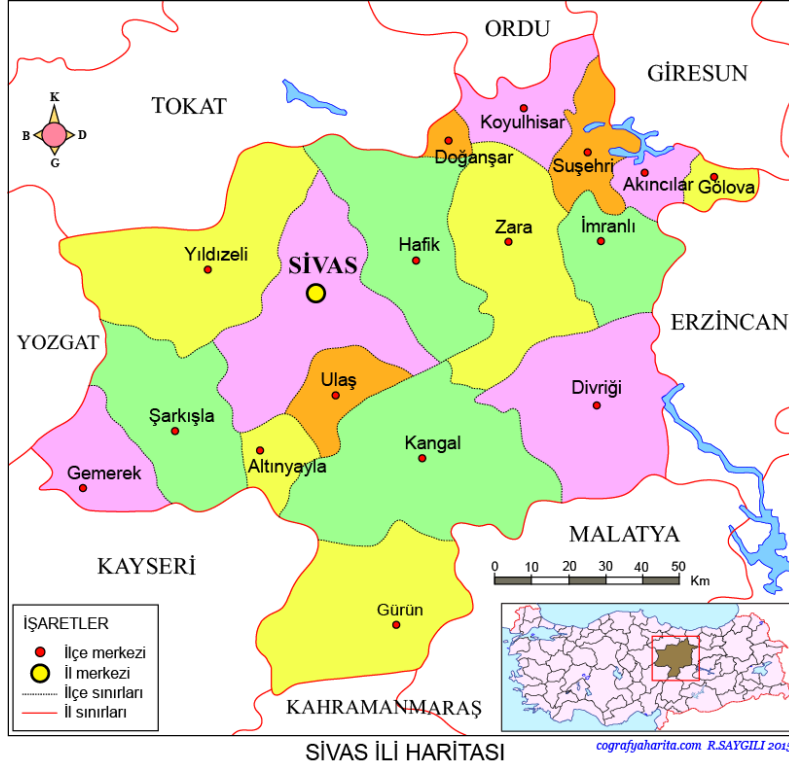 ORDU
GİRESUN
TOKAT
K
B D
G
Koyulhisar
Doğanşar
Suşehri
Akıncılar
Gölova
Yıldızeli
SİVAS
Hafik
Zara
İmranlı
ERZİNCAN
YOZGAT
Ulaş
Divriği
Şarkışla
Kangal
Altınyayla
Gemerek
MALATYA
KAYSERİ
0 10 20 30 40 50
Km
Gürün
İŞARETLER
İlçe merkezi
İl merkezi
İlçe sınırları
İl sınırları
KAHRAMANMARAŞ
SİVAS İLİ HARİTASI
cografyaharita.com R.SAYGILI 2015